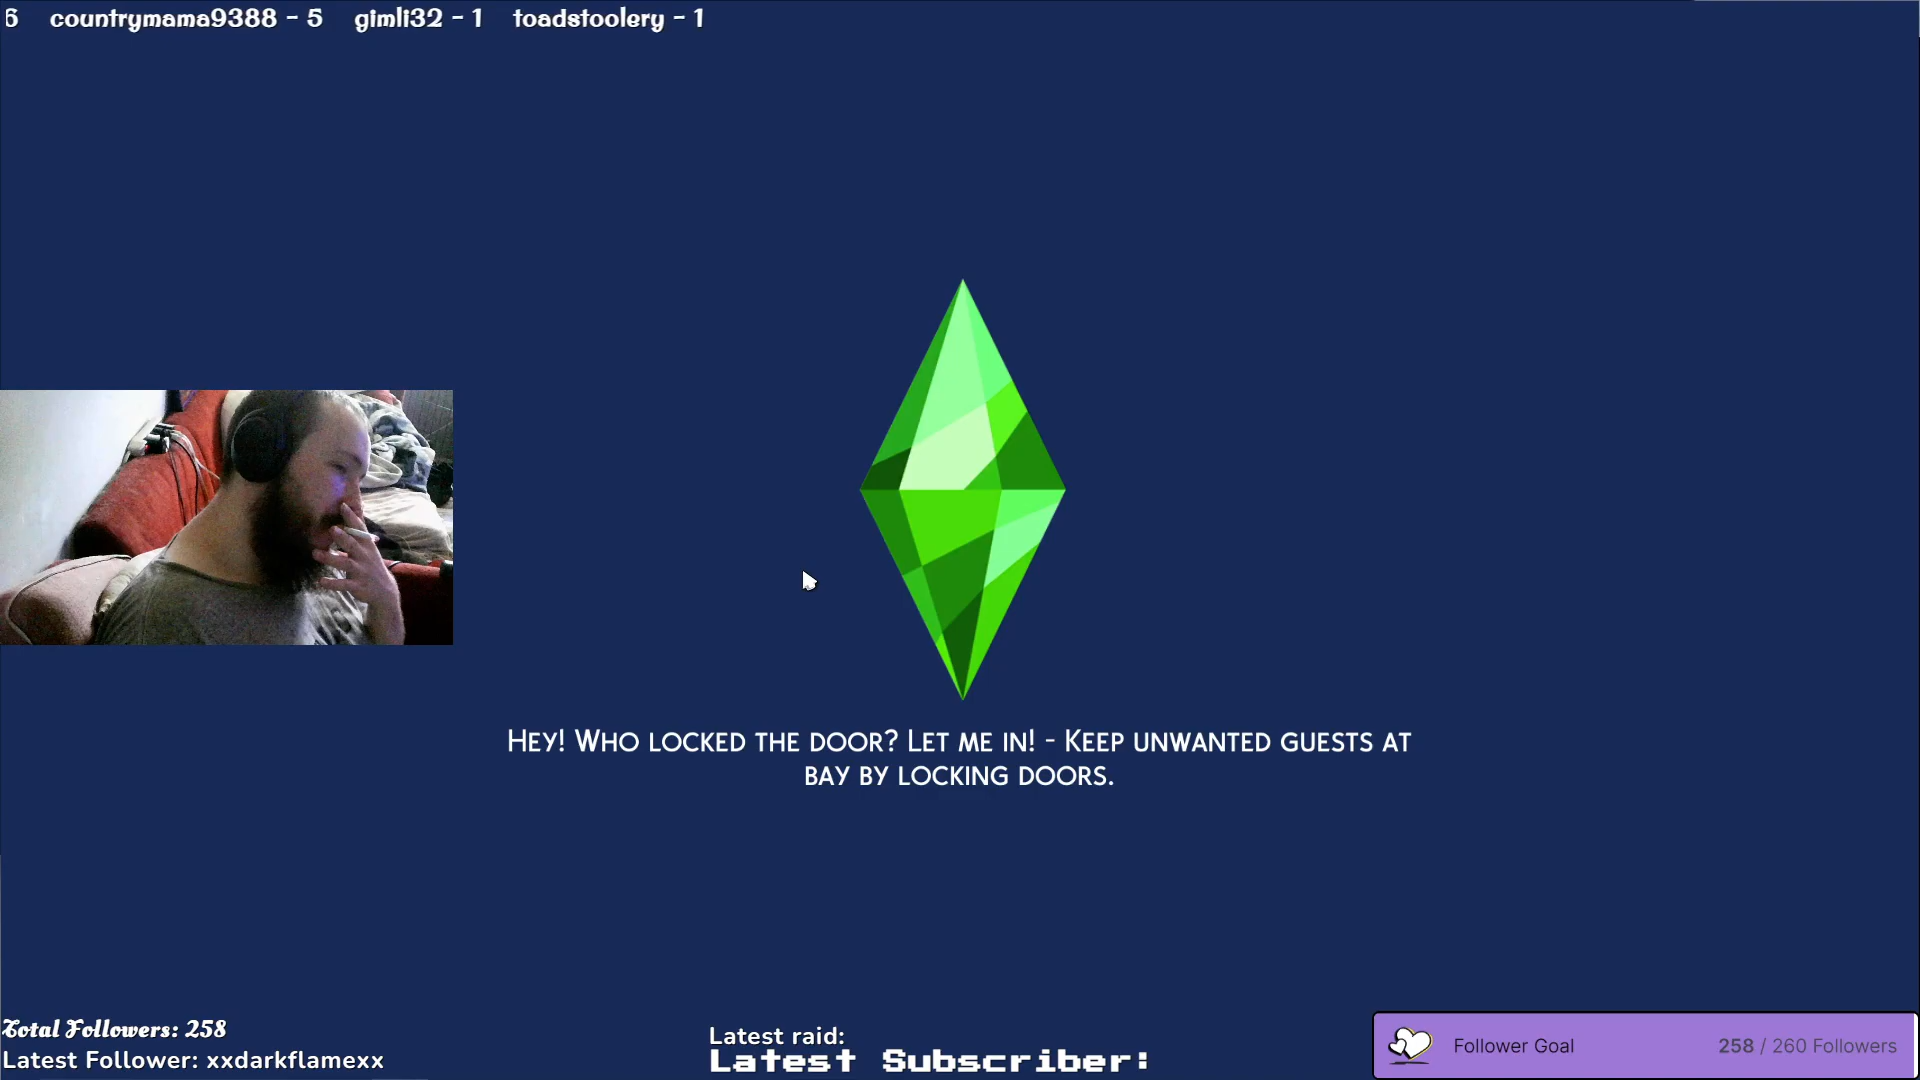 6 countrymama9388 - 5 gimli32 - 1 toadstoolery - 1
Hey! Who locked the door? Let me in! - Keep unwanted guests at
bay by locking doors.
Total Followers: 258
Latest Follower: xxdarkflamexx
Latest raid:
Latest Subscriber:
Follower Goal 258 / 260 Followers